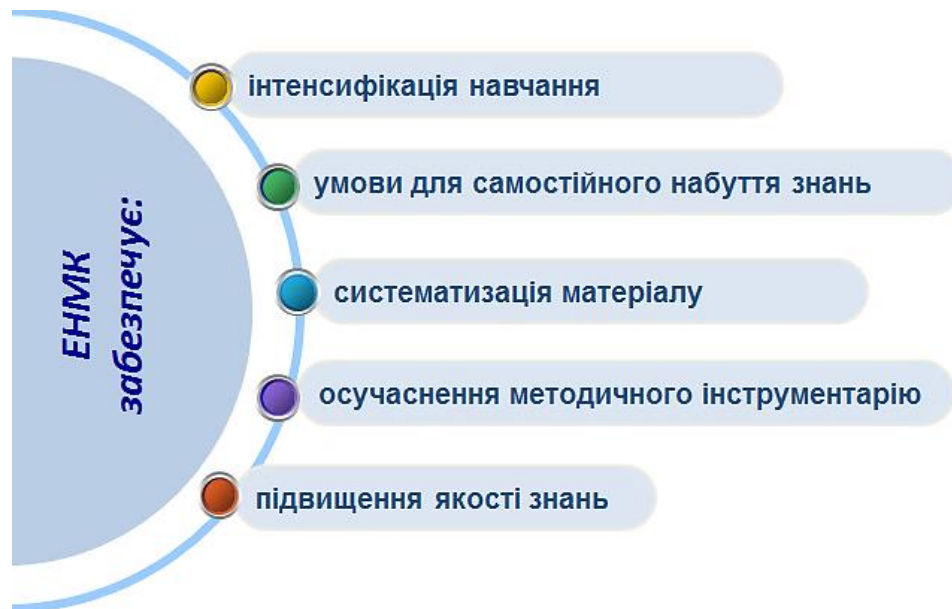 ЕНМК
забезпечує:
інтенсифікація навчання
умови для самостійного набуття знань
систематизація матеріалу
осучаснення методичного інструментарію
підвищення якості знань